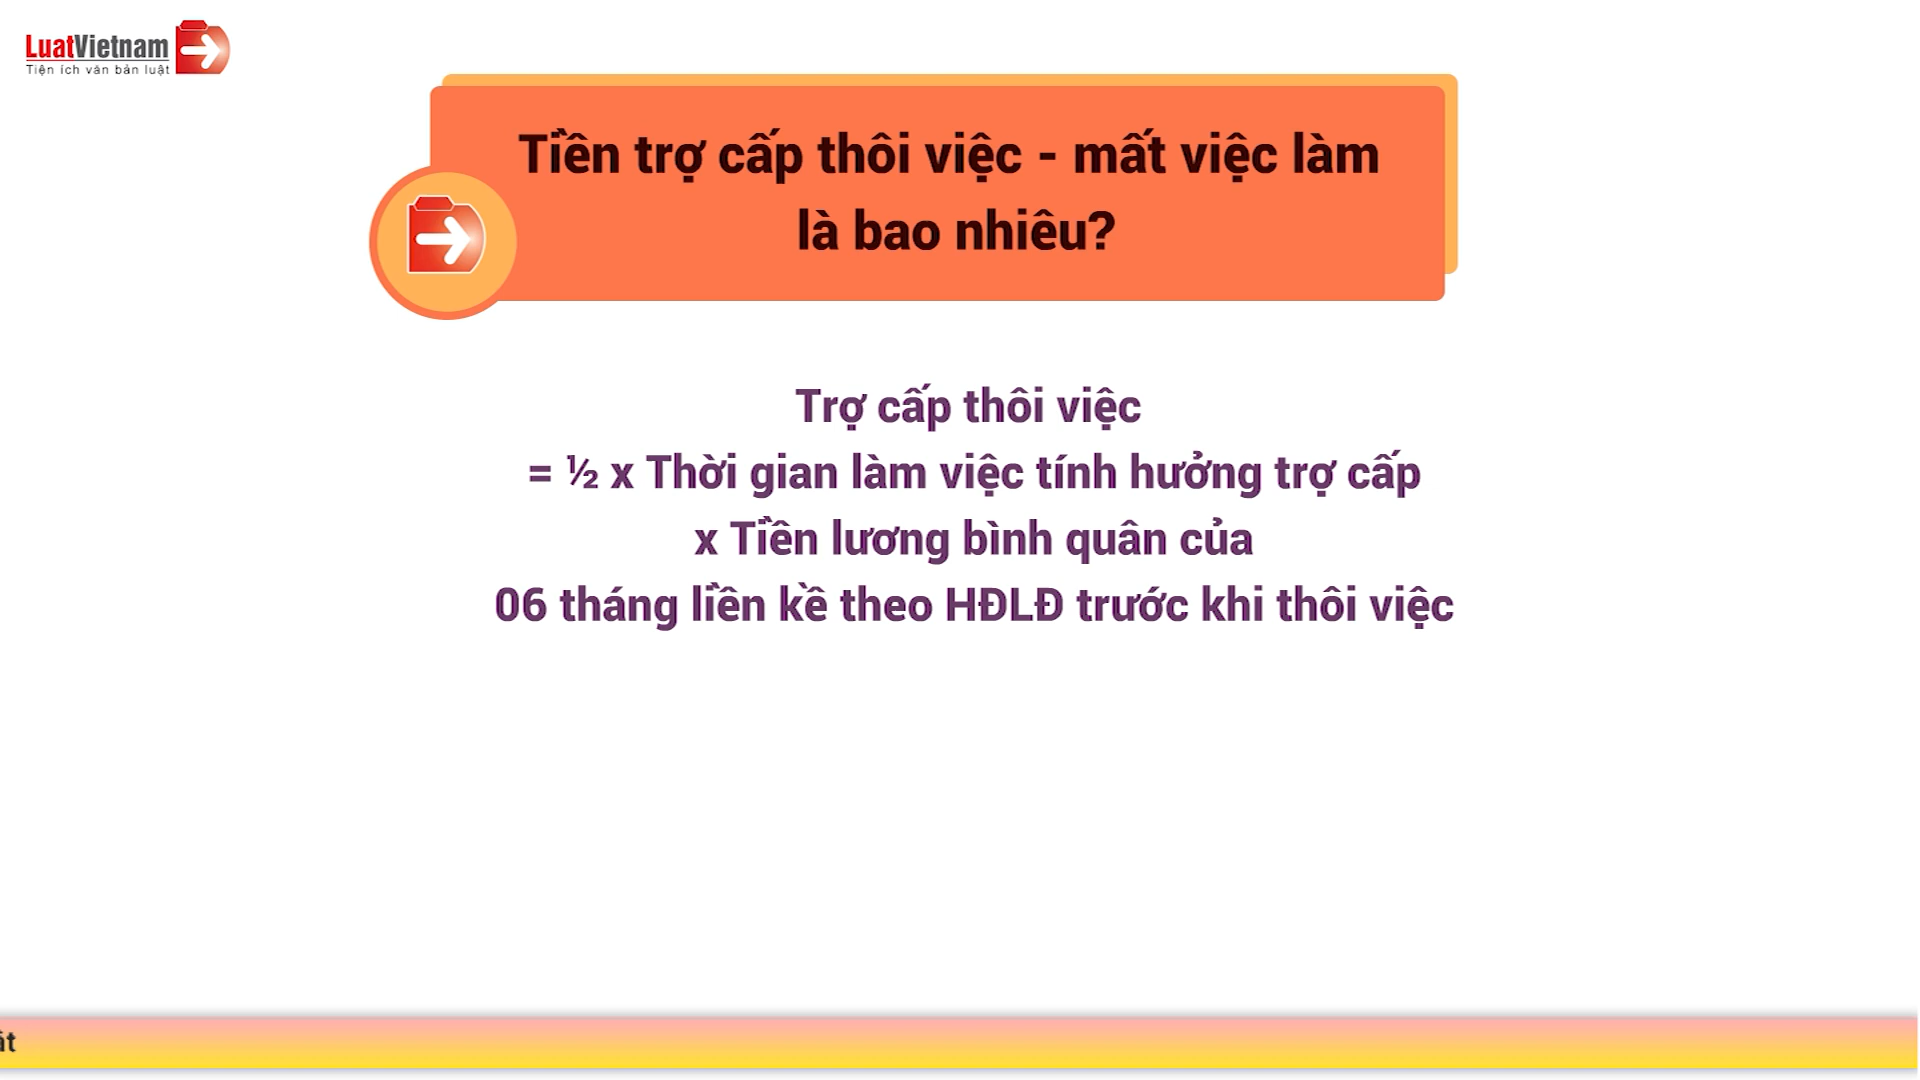 LuatVietnam
Tiện ích văn bản luật
Tiền trợ cấp thôi việc - mất việc làm
là bao nhiêu?
Trợ cấp thôi việc
= ½ x Thời gian làm việc tính hưởng trợ cấp
x Tiền lương bình quân của
06 tháng liền kề theo HĐLĐ trước khi thôi việc